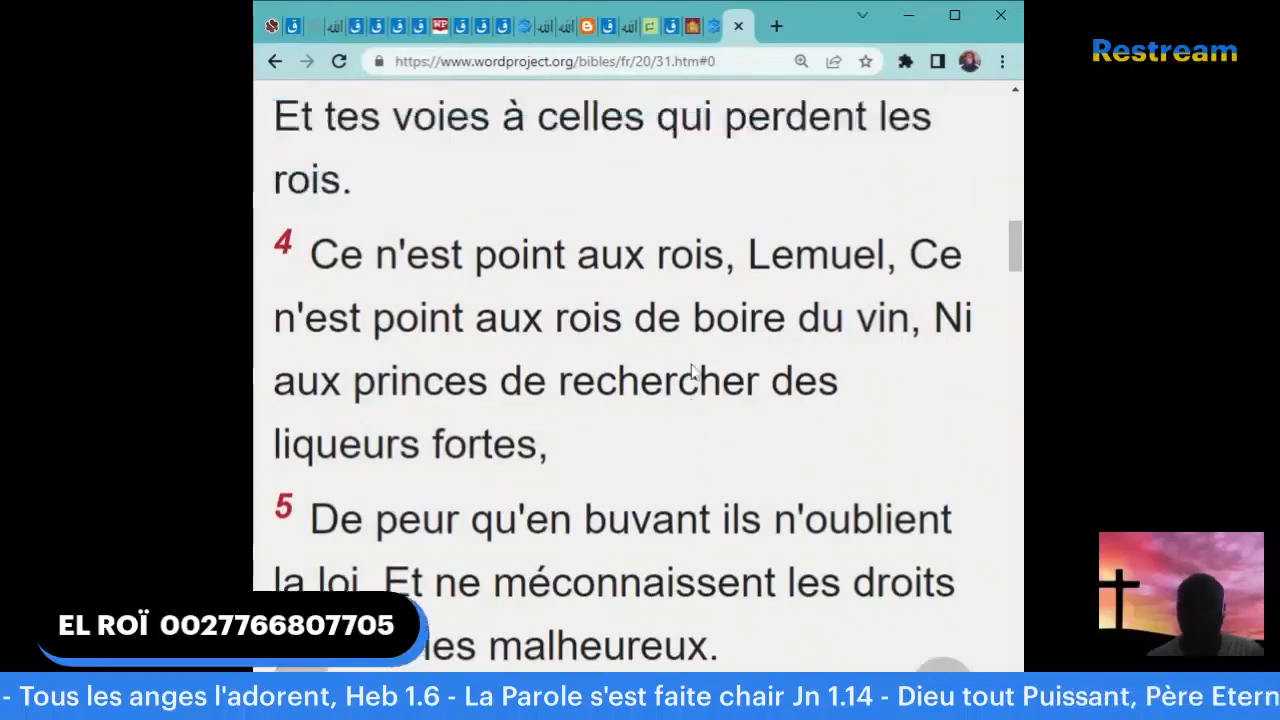 Restream
https://www.wordproject.org/bibles/fr/20/31.htm#0
Et tes voies à celles qui perdent les
rois.
4 Ce n'est point aux rois, Lemuel, Ce
n'est point aux rois de boire du vin, Ni
aux princes de rechercher des
liqueurs fortes,
5 De peur qu'en buvant ils n'oublient
la loi, Et ne méconnaissent les droits
les malheureux.
EL ROÏ 0027766807705
- Tous les anges l'adorent, Heb 1.6 - La Parole s'est faite chair Jn 1.14 - Dieu tout Puissant, Père Etern